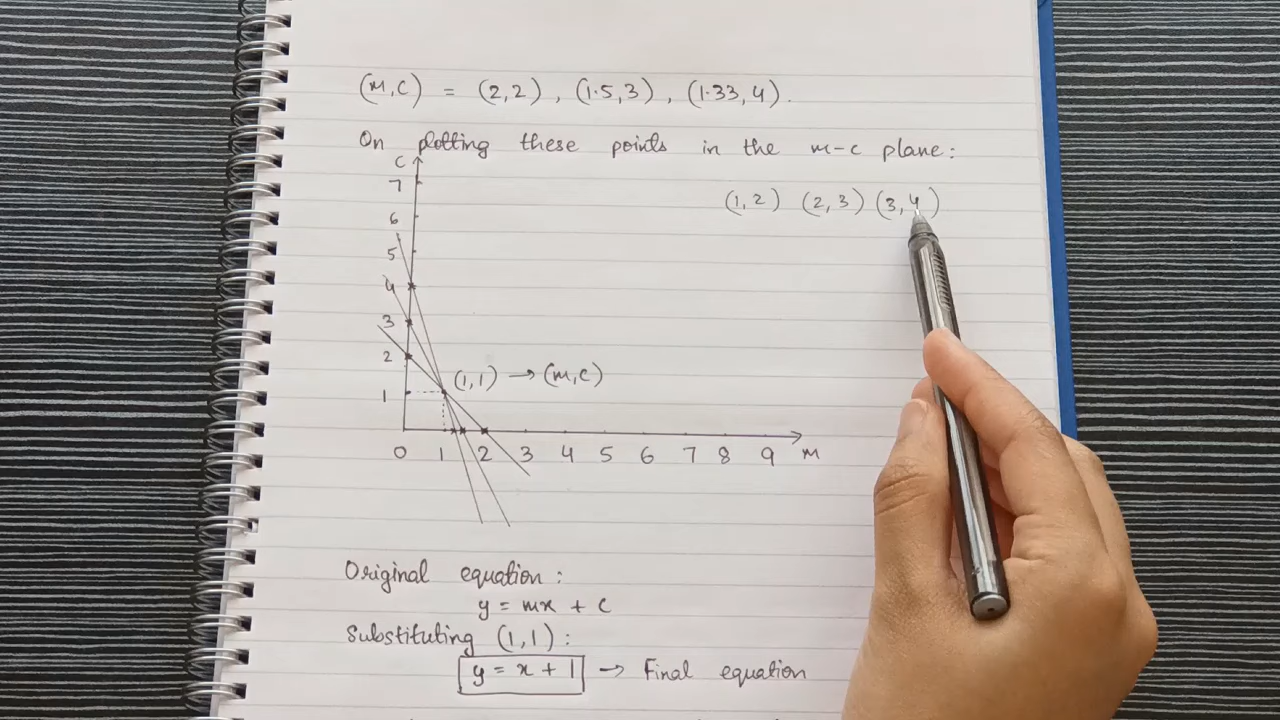 (m,c) = (2,2), (1.5,3), (1.33,4).
On plotting these points in the m-c plane:
c
7
(1,2) (2,3) (3,4)
6
5
4
3
2
(1,1) → (m,c)
1
0 1 2 3 4 5 6 7 8 9 m
Original equation:
y = mx + c
Substituting (1,1):
y = x + 1 → Final equation